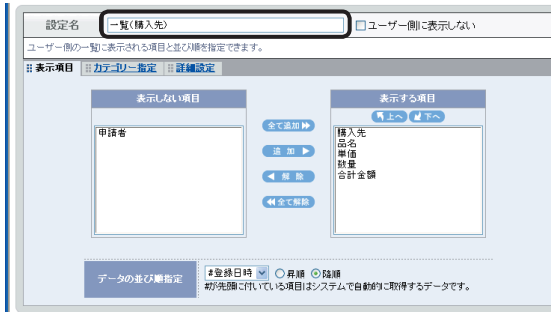 設定名 一覧(購入先) ユーザー側に表示しない
ユーザー側の一覧に表示される項目と並び順を指定できます。
表示項目 カテゴリー指定 詳細設定
表示しない項目
申請者
全て追加
追 加
解 除
全て解除
表示する項目
上へ 下へ
購入先
品名
単価
数量
合計金額
データの並び順指定 #登録日時 昇順 降順
#が先頭に付いている項目はシステムで自動的に取得するデータです。